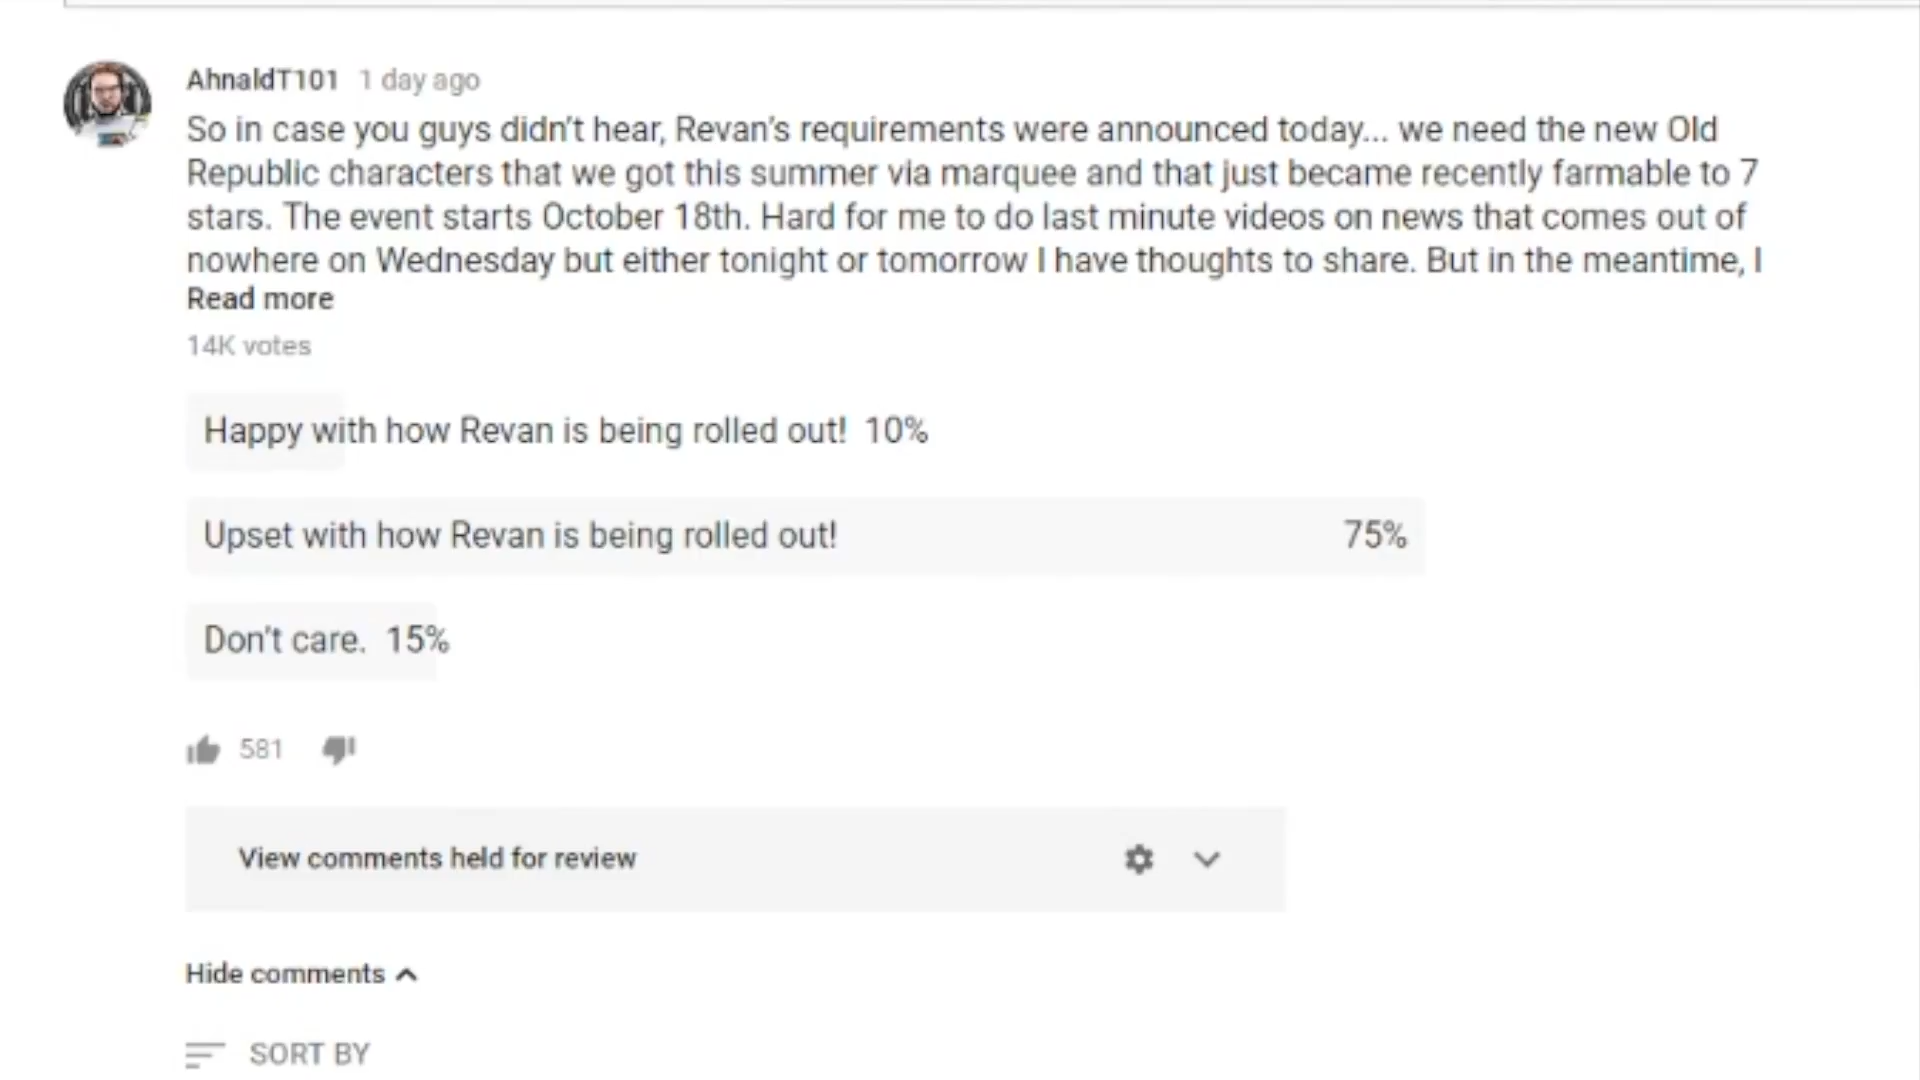 AhnaldT101 1 day ago
So in case you guys didn't hear, Revan's requirements were announced today... we need the new Old
Republic characters that we got this summer via marquee and that just became recently farmable to 7
stars. The event starts October 18th. Hard for me to do last minute videos on news that comes out of
nowhere on Wednesday but either tonight or tomorrow I have thoughts to share. But in the meantime, I
Read more
14K votes
Happy with how Revan is being rolled out! 10%
Upset with how Revan is being rolled out! 75%
Don't care. 15%
581
View comments held for review
Hide comments
SORT BY